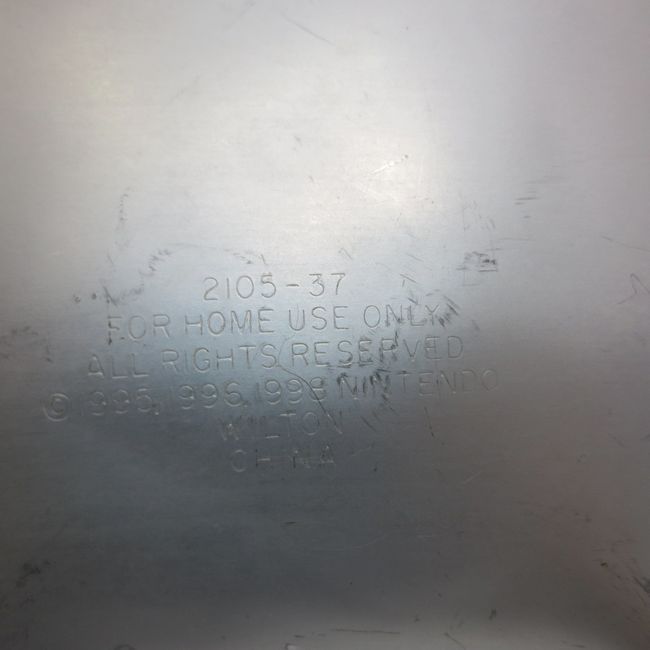 2105-37
FOR HOME USE ONLY
ALL RIGHTS RESERVED
© 1995, 1996, 1998 NINTENDO
WILTON
CHINA